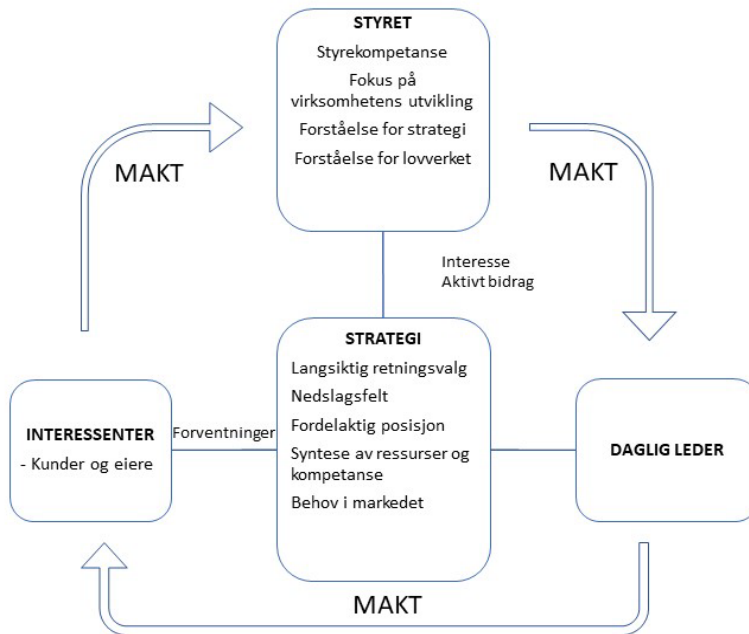 STYRET
Styrekompetanse
Fokus på
virksomhetens utvikling
Forståelse for strategi
Forståelse for lovverket
MAKT
MAKT
Interesse
Aktivt bidrag
STRATEGI
Langsiktig retningsvalg
Nedslagsfelt
Fordelaktig posisjon
Syntese av ressurser og
kompetanse
Behov i markedet
INTERESSENTER
- Kunder og eiere
Forventninger
DAGLIG LEDER
MAKT